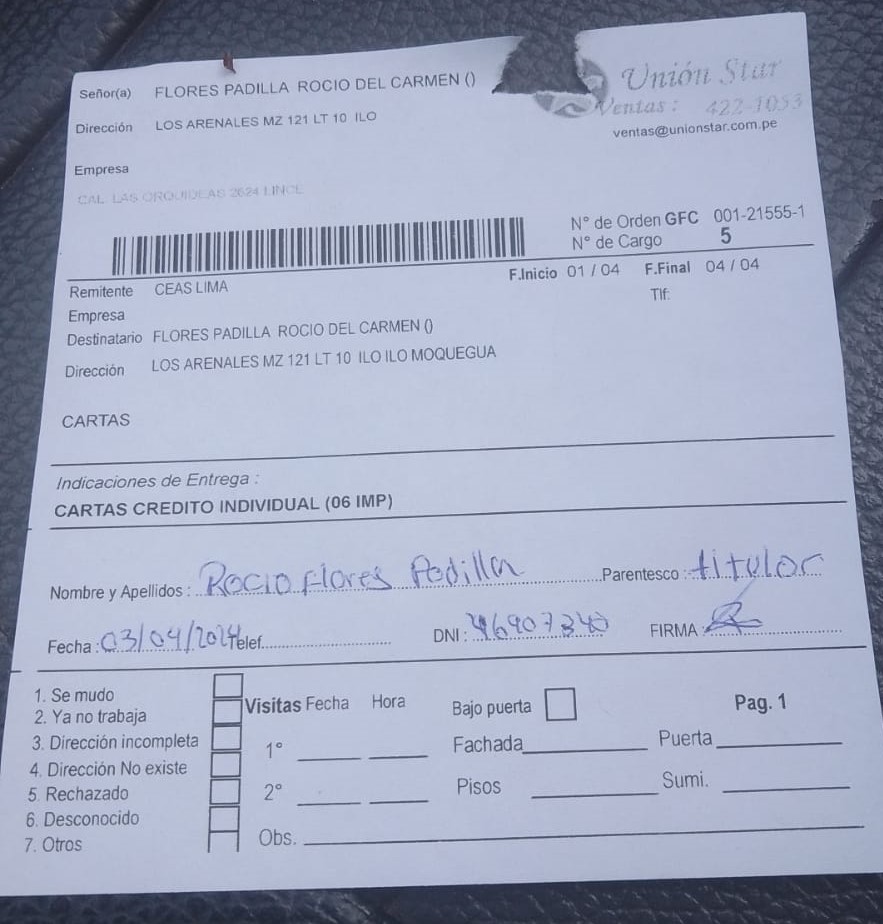 Señor(a) FLORES PADILLA ROCIO DEL CARMEN ()
Unión Star
Ventas : 422-1053
ventas@unionstar.com.pe
Dirección LOS ARENALES MZ 121 LT 10 ILO
Empresa
CAL. LAS ORQUIDEAS 2624 LINCE
N° de Orden GFC 001-21555-1
N° de Cargo 5
F.Inicio 01 / 04 F.Final 04 / 04
Remitente CEAS LIMA
Tlf:
Empresa
Destinatario FLORES PADILLA ROCIO DEL CARMEN ()
Dirección LOS ARENALES MZ 121 LT 10 ILO ILO MOQUEGUA
CARTAS
Indicaciones de Entrega :
CARTAS CREDITO INDIVIDUAL (06 IMP)
Nombre y Apellidos : Rocio Flores Padilla Parentesco : titular
Fecha : 03/04/2024 Telef. DNI : 46907340 FIRMA
1. Se mudo
2. Ya no trabaja
3. Dirección incompleta
4. Dirección No existe
5. Rechazado
6. Desconocido
7. Otros
Visitas Fecha Hora
1°
2°
Obs.
Bajo puerta
Pag. 1
Fachada Puerta
Pisos Sumi.